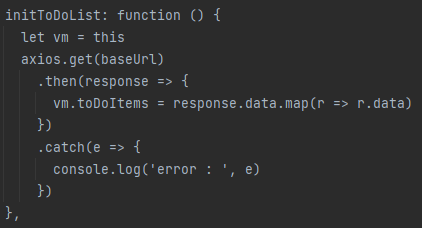 initToDoList: function () {
  let vm = this
  axios.get(baseUrl)
    .then(response => {
      vm.toDoItems = response.data.map(r => r.data)
    })
    .catch(e => {
      console.log('error : ', e)
    })
},